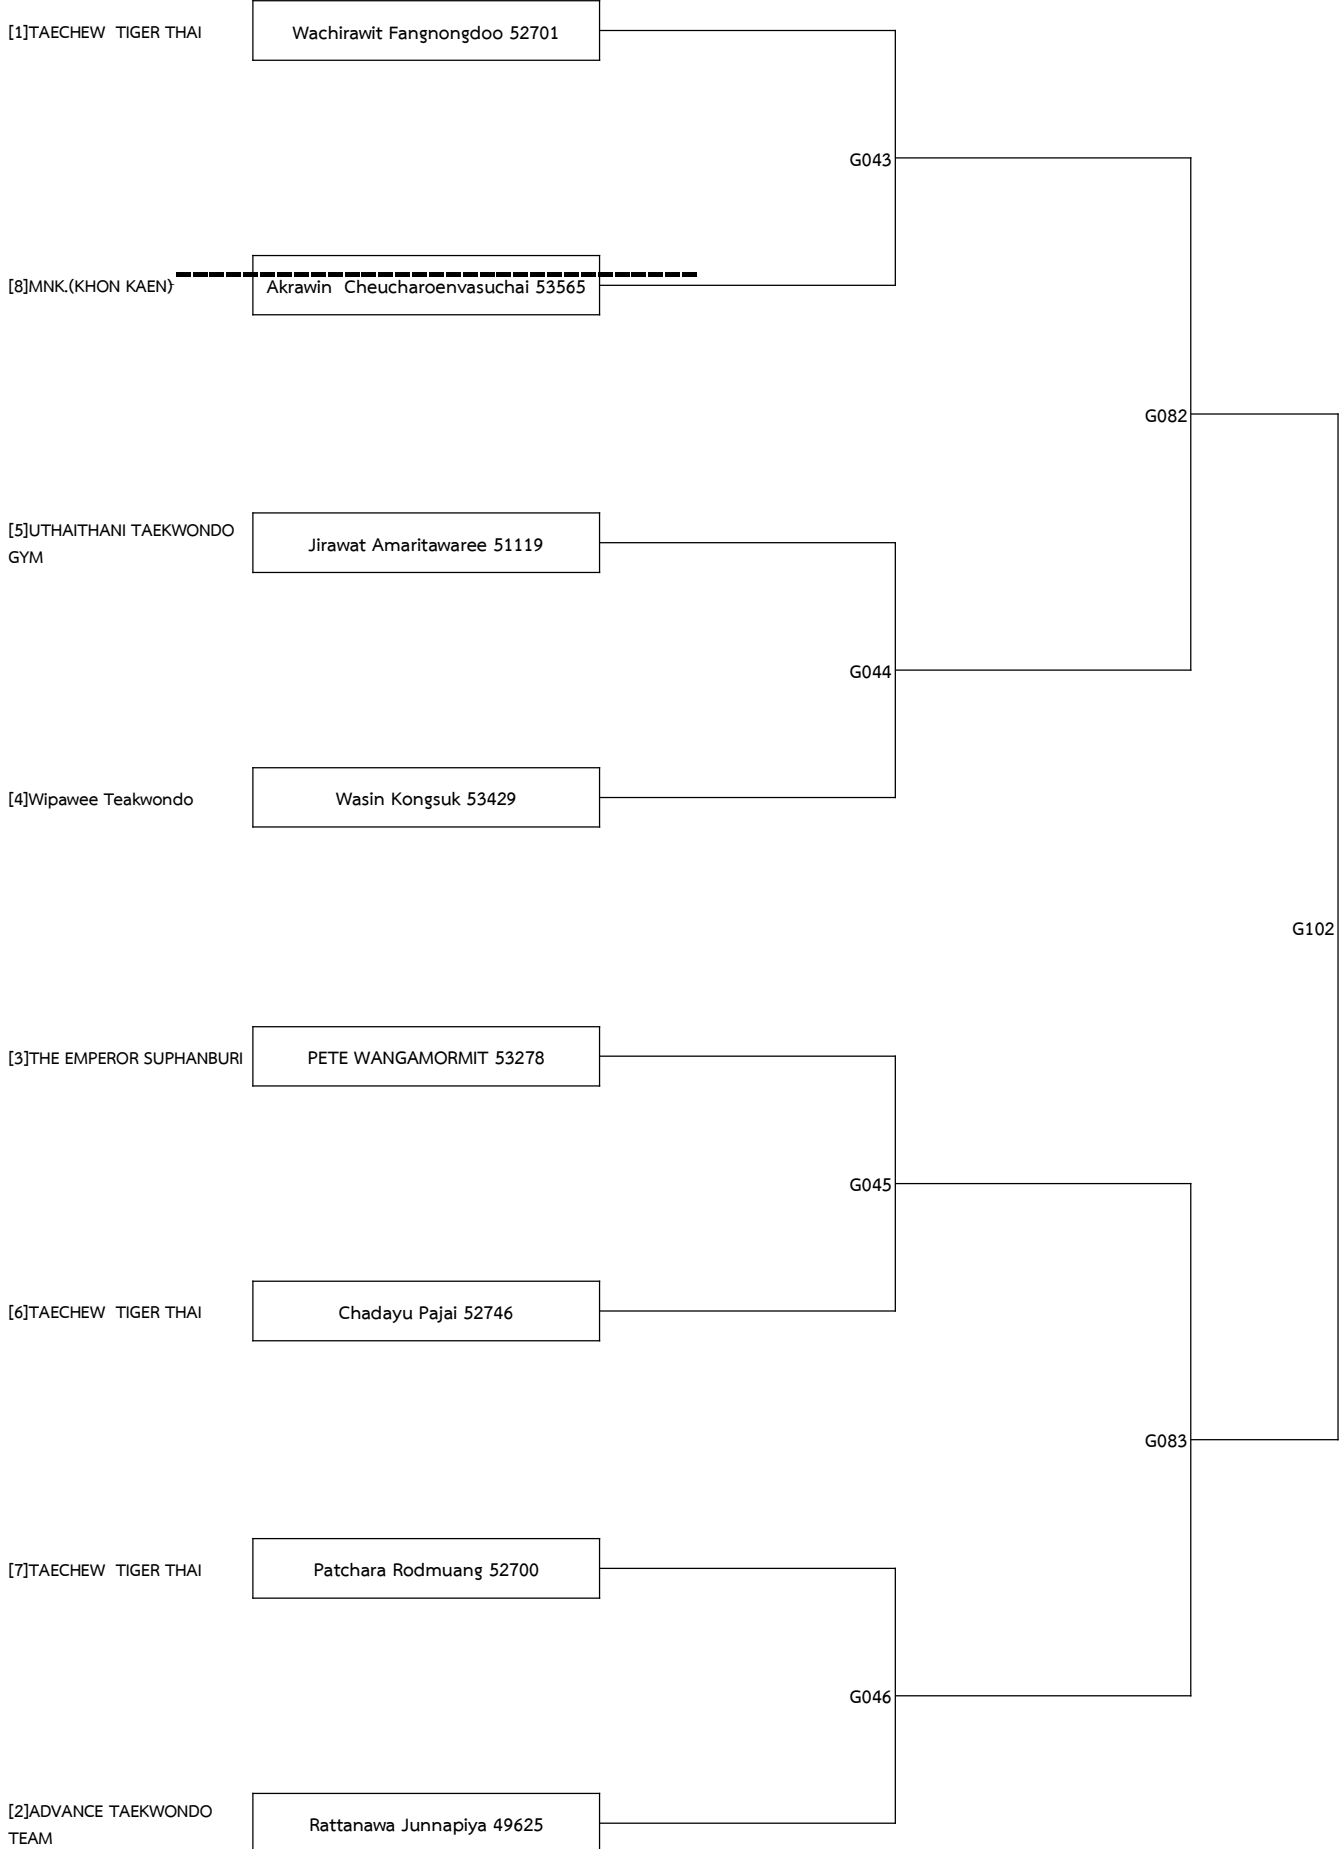 [1]TAECHEW  TIGER THAI
Wachirawit Fangnongdoo 52701
G043
[8]MNK.(KHON KAEN)
Akrawin  Cheucharoenvasuchai 53565
G082
[5]UTHAITHANI TAEKWONDO
GYM
Jirawat Amaritawaree 51119
G044
[4]Wipawee Teakwondo
Wasin Kongsuk 53429
G102
[3]THE EMPEROR SUPHANBURI
PETE WANGAMORMIT 53278
G045
[6]TAECHEW  TIGER THAI
Chadayu Pajai 52746
G083
[7]TAECHEW  TIGER THAI
Patchara Rodmuang 52700
G046
[2]ADVANCE TAEKWONDO
TEAM
Rattanawa Junnapiya 49625